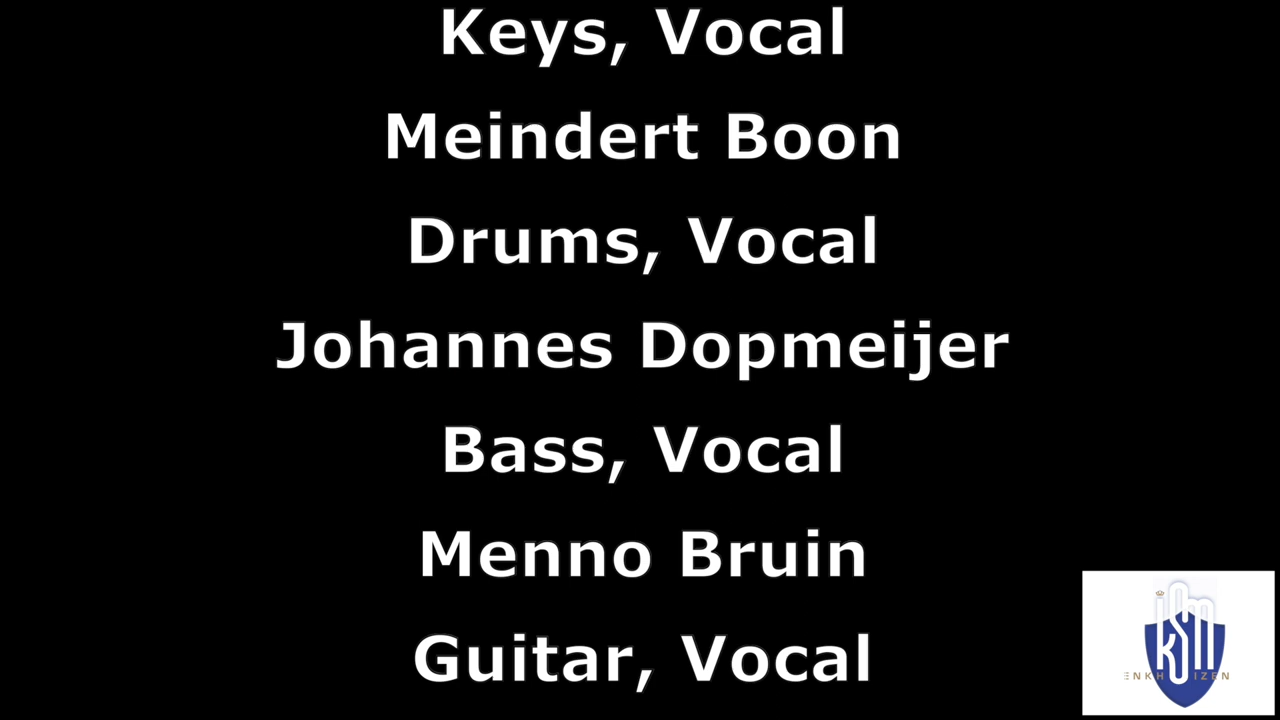 Keys, Vocal
Meindert Boon
Drums, Vocal
Johannes Dopmeijer
Bass, Vocal
Menno Bruin
Guitar, Vocal